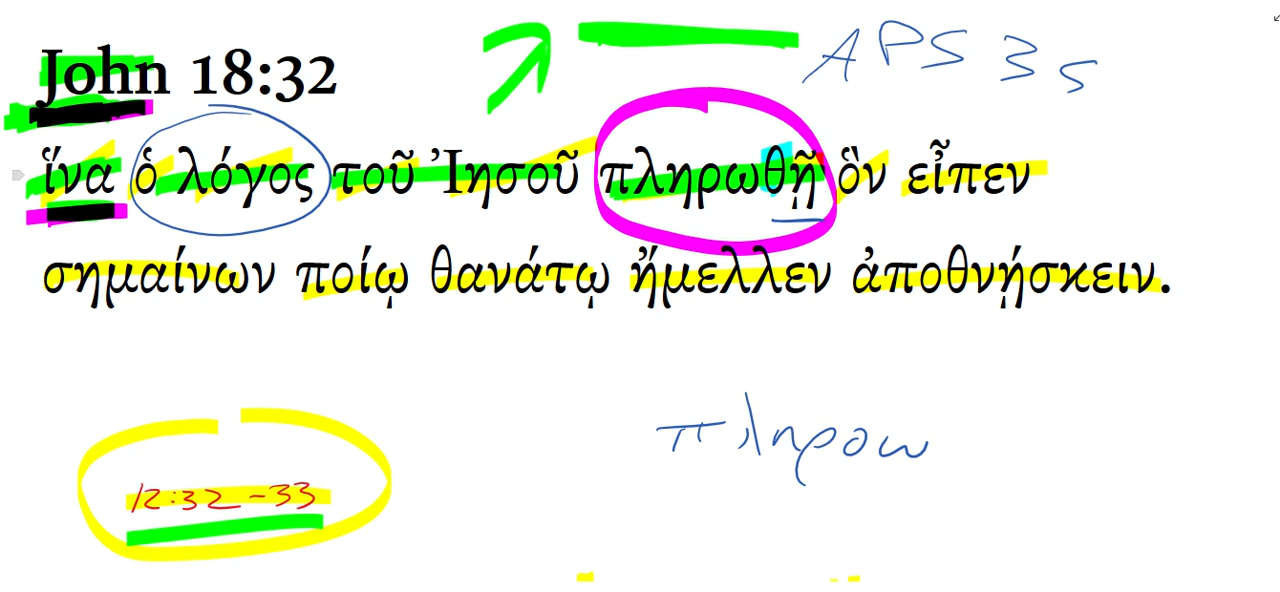 APS 3s
John 18:32
ἵνα ὁ λόγος τοῦ Ἰησοῦ πληρωθῇ ὃν εἶπεν
σημαίνων ποίῳ θανάτῳ ἤμελλεν ἀποθνῄσκειν.
πληροω
12:32-33